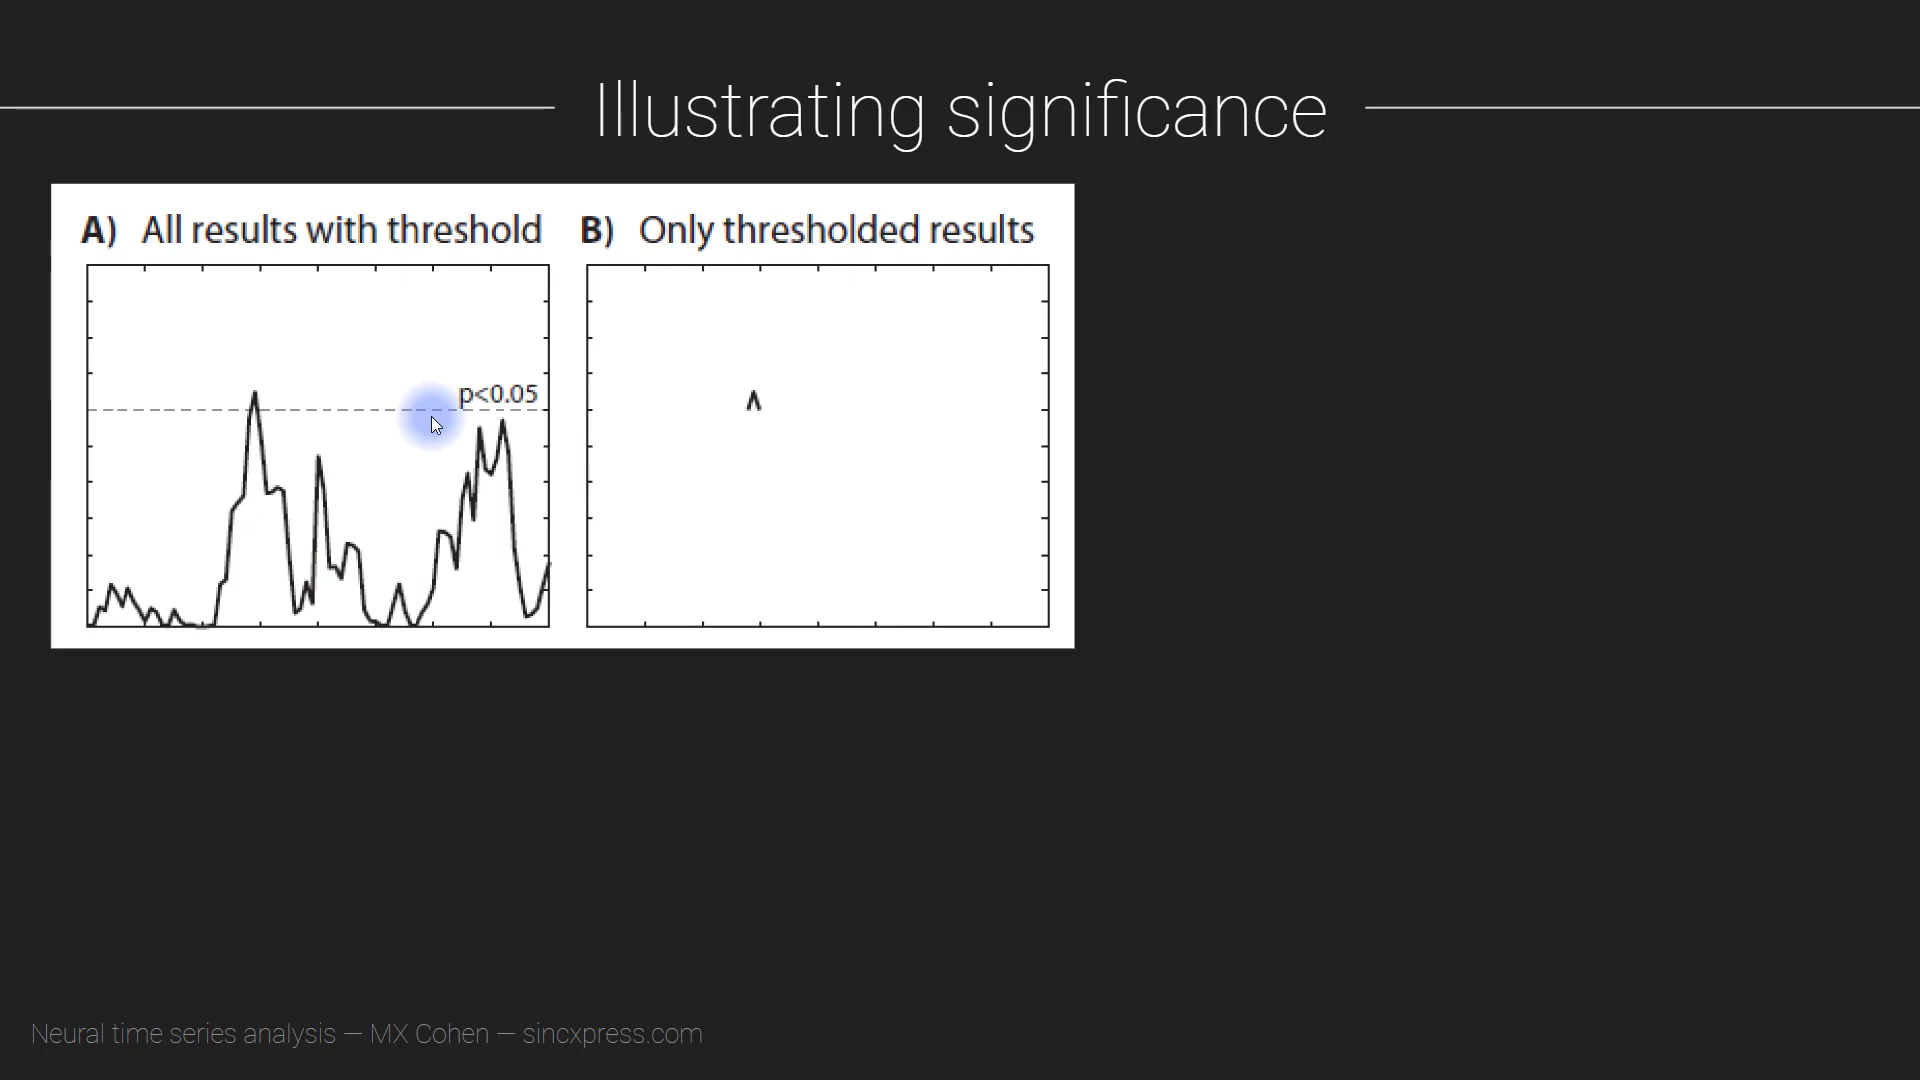 Illustrating significance
A) All results with threshold
B) Only thresholded results
p<0.05
Neural time series analysis — MX Cohen — sincxpress.com